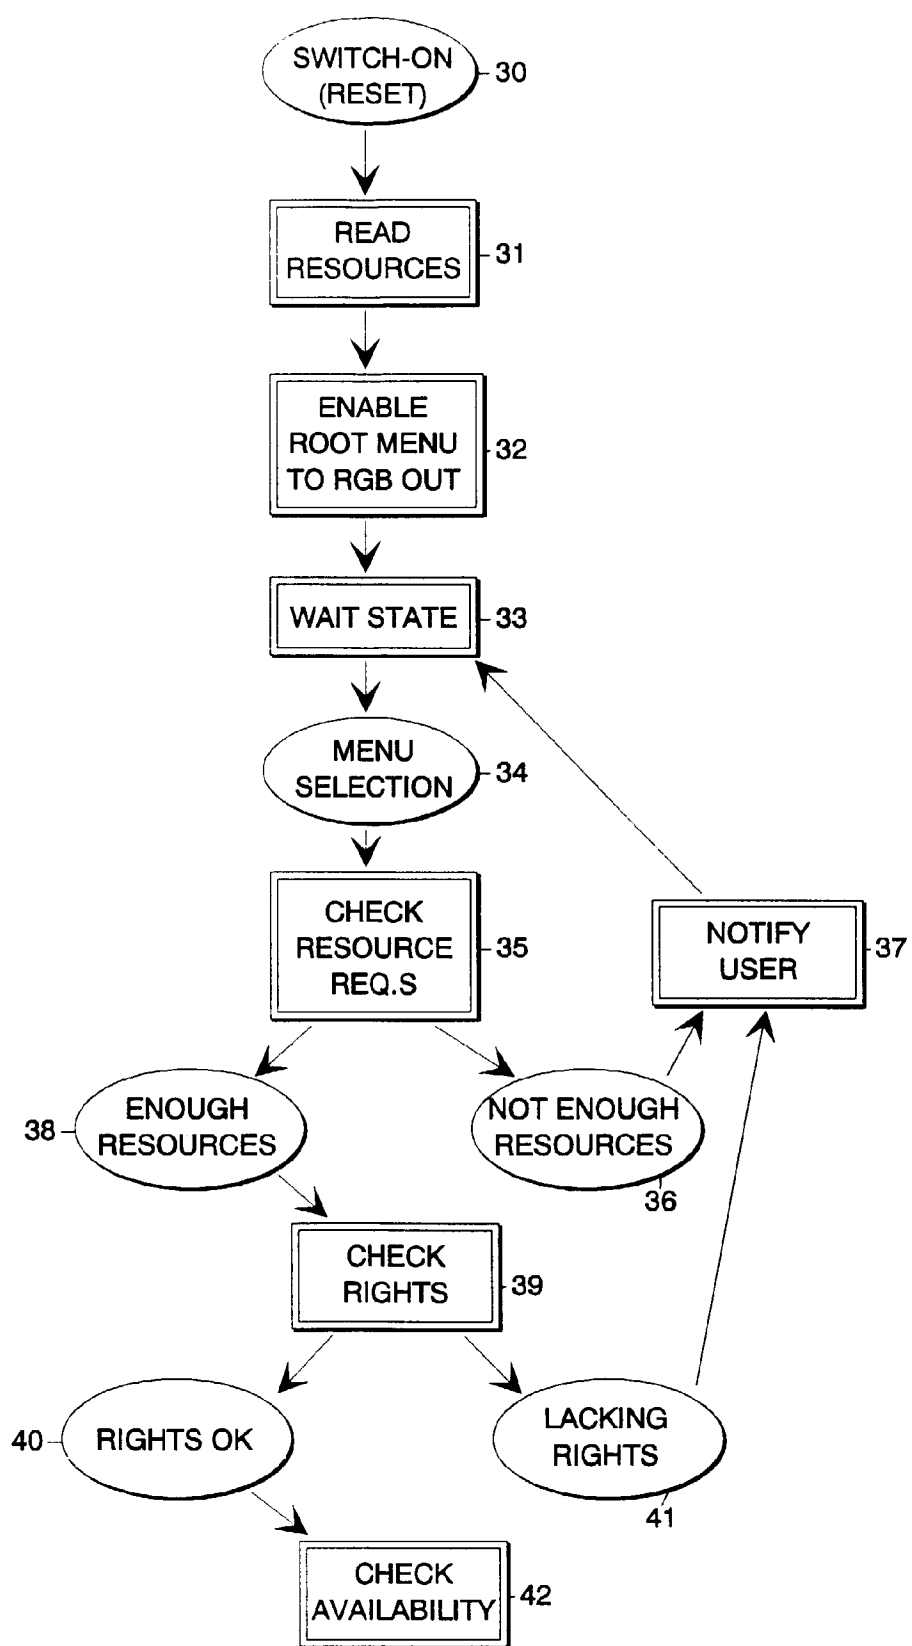 SWITCH-ON
(RESET)
30
READ
RESOURCES
31
ENABLE
ROOT MENU
TO RGB OUT
32
WAIT STATE
33
MENU
SELECTION
34
CHECK
RESOURCE
REQ.S
35
NOTIFY
USER
37
ENOUGH
RESOURCES
38
NOT ENOUGH
RESOURCES
36
CHECK
RIGHTS
39
RIGHTS OK
40
LACKING
RIGHTS
41
CHECK
AVAILABILITY
42